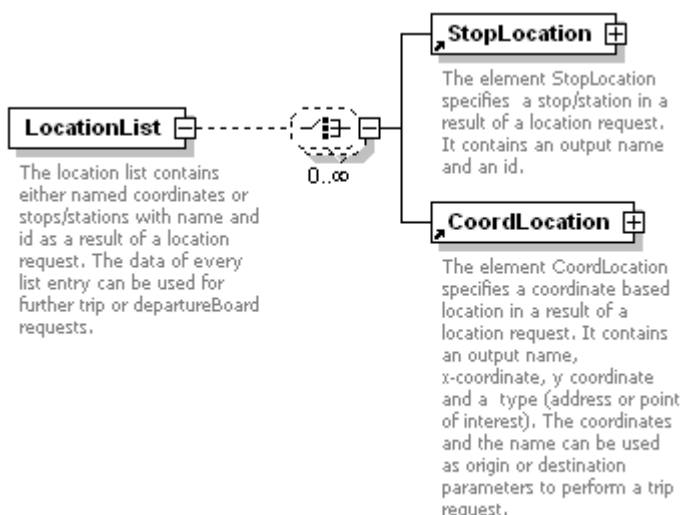 StopLocation
The element StopLocation
specifies a stop/station in a
result of a location request.
It contains an output name
and an id.
LocationList
The location list contains
either named coordinates or
stops/stations with name and
id as a result of a location
request. The data of every
list entry can be used for
further trip or departureBoard
requests.
0..∞
CoordLocation
The element CoordLocation
specifies a coordinate based
location in a result of a
location request. It contains
an output name,
x-coordinate, y coordinate
and a type (address or point
of interest). The coordinates
and the name can be used
as origin or destination
parameters to perform a trip
request.